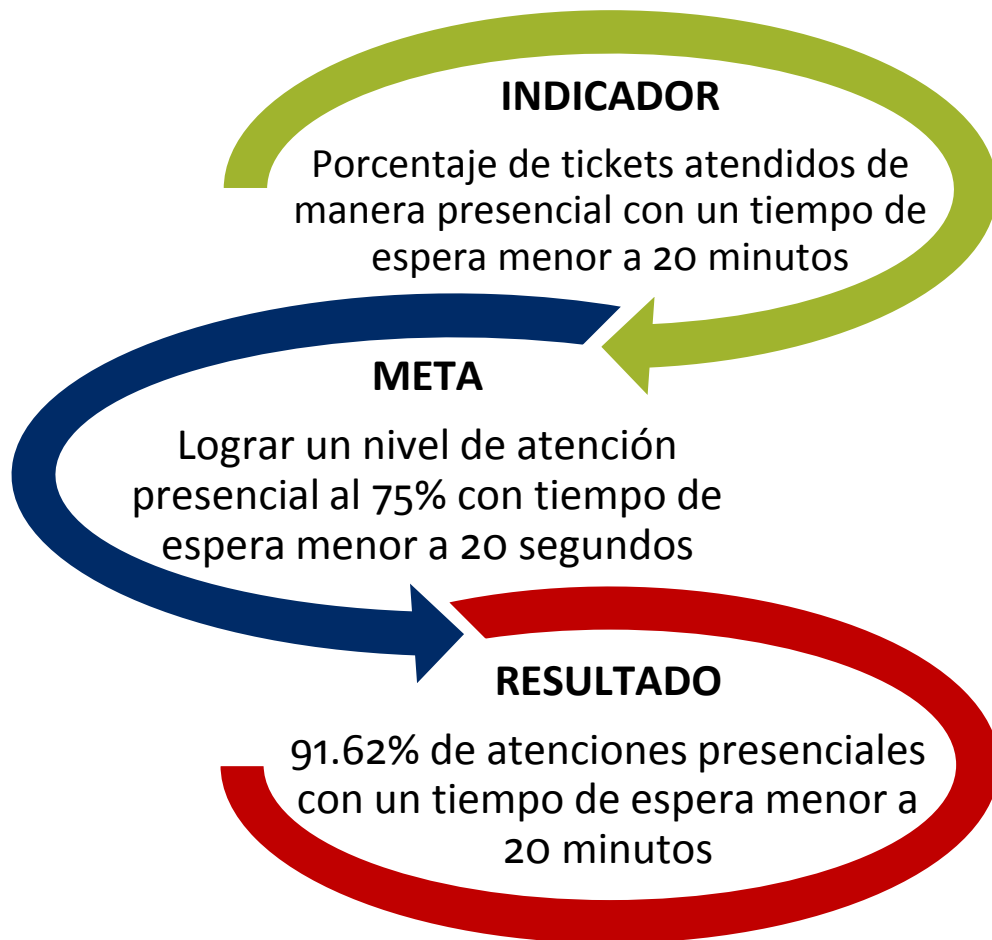 INDICADOR
Porcentaje de tickets atendidos de
manera presencial con un tiempo de
espera menor a 20 minutos
META
Lograr un nivel de atención
presencial al 75% con tiempo de
espera menor a 20 segundos
RESULTADO
91.62% de atenciones presenciales
con un tiempo de espera menor a
20 minutos